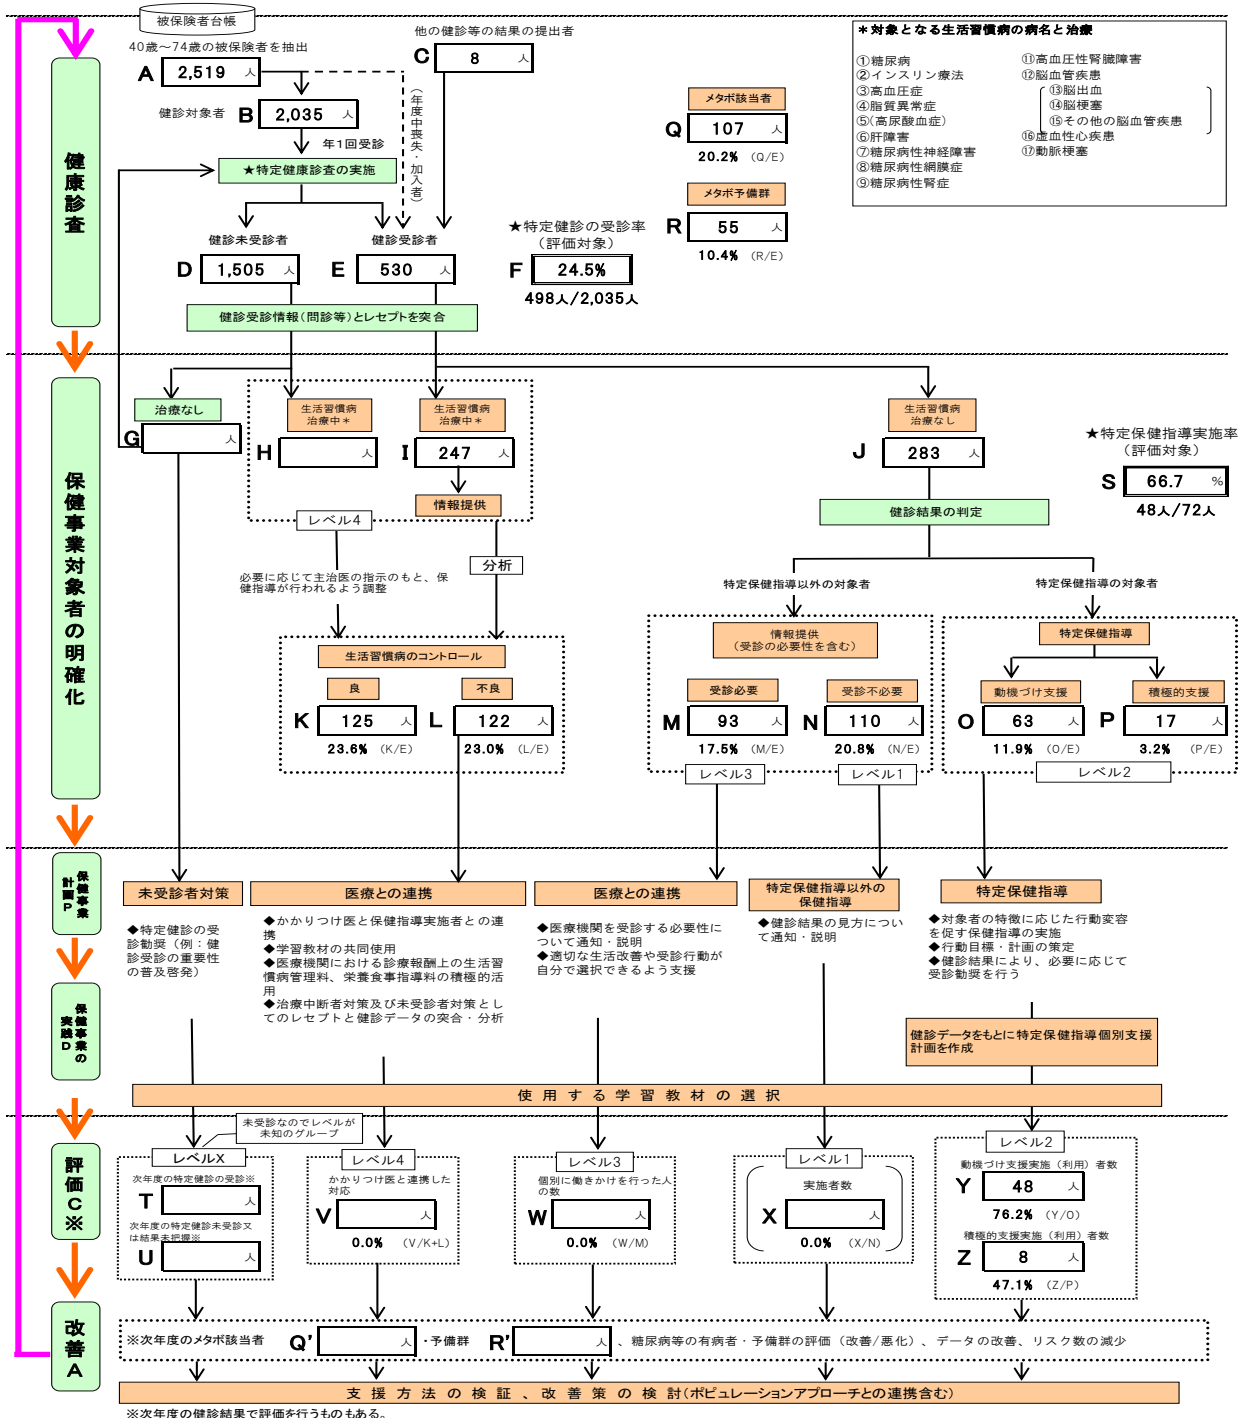 被保険者台帳
40歳～74歳の被保険者を抽出
A 2,519 人
他の健診等の結果の提出者
C 8 人
健診対象者 B 2,035 人
（年度中喪失・加入者）
年1回受診
★特定健康診査の実施
健診未受診者
D 1,505 人
健診受診者
E 530 人
★特定健診の受診率
（評価対象）
F 24.5%
498人/2,035人
メタボ該当者
Q 107 人
20.2% (Q/E)
メタボ予備群
R 55 人
10.4% (R/E)
＊対象となる生活習慣病の病名と治療
①糖尿病
②インスリン療法
③高血圧症
④脂質異常症
⑤(高尿酸血症)
⑥肝障害
⑦糖尿病性神経障害
⑧糖尿病性網膜症
⑨糖尿病性腎症
⑪高血圧性腎臓障害
⑫脳血管疾患
⑬脳出血
⑭脳梗塞
⑮その他の脳血管疾患
⑯虚血性心疾患
⑰動脈梗塞
健康診査
健診受診情報（問診等）とレセプトを突合
保健事業対象者の明確化
治療なし
G 人
生活習慣病
治療中＊
H 人
生活習慣病
治療中＊
I 247 人
情報提供
レベル4
分析
生活習慣病
治療なし
J 283 人
★特定保健指導実施率
（評価対象）
S 66.7 %
48人/72人
健診結果の判定
必要に応じて主治医の指示のもと、保
健指導が行われるよう調整
特定保健指導以外の対象者
特定保健指導の対象者
生活習慣病のコントロール
良
K 125 人
23.6% (K/E)
不良
L 122 人
23.0% (L/E)
情報提供
（受診の必要性を含む）
受診必要
M 93 人
17.5% (M/E)
受診不必要
N 110 人
20.8% (N/E)
レベル3
レベル1
特定保健指導
動機づけ支援
O 63 人
11.9% (O/E)
積極的支援
P 17 人
3.2% (P/E)
レベル2
保健事業
計画P
未受診者対策
◆特定健診の受
診勧奨（例：健
診受診の重要性
の普及啓発）
医療との連携
◆かかりつけ医と保健指導実施者との連
携
◆学習教材の共同使用
◆医療機関における診療報酬上の生活習
慣病管理料、栄養食事指導料の積極的活
用
◆治療中断者対策及び未受診者対策とし
てのレセプトと健診データの突合・分析
医療との連携
◆医療機関を受診する必要性に
ついて通知・説明
◆適切な生活改善や受診行動が
自分で選択できるよう支援
特定保健指導以外の
保健指導
◆健診結果の見方につい
て通知・説明
特定保健指導
◆対象者の特徴に応じた行動変容
を促す保健指導の実施
◆行動目標・計画の策定
◆健診結果により、必要に応じて
受診勧奨を行う
保健事業の
実践D
健診データをもとに特定保健指導個別支援
計画を作成
使用する学習教材の選択
評価C※
未受診なのでレベルが
未知のグループ
レベルX
次年度の特定健診の受診※
T 人
次年度の特定健診未受診又
は結果未把握※
U 人
レベル4
かかりつけ医と連携した
対応
V 人
0.0% (V/K+L)
レベル3
個別に働きかけを行った人
の数
W 人
0.0% (W/M)
レベル1
実施者数
X 人
0.0% (X/N)
レベル2
動機づけ支援実施（利用）者数
Y 48 人
76.2% (Y/O)
積極的支援実施（利用）者数
Z 8 人
47.1% (Z/P)
改善A
※次年度のメタボ該当者 Q' 人 ・予備群 R' 人 、糖尿病等の有病者・予備群の評価（改善/悪化）、データの改善、リスク数の減少
支援方法の検証、改善策の検討(ポピュレーションアプローチとの連携含む)
※次年度の健診結果で評価を行うものもある。